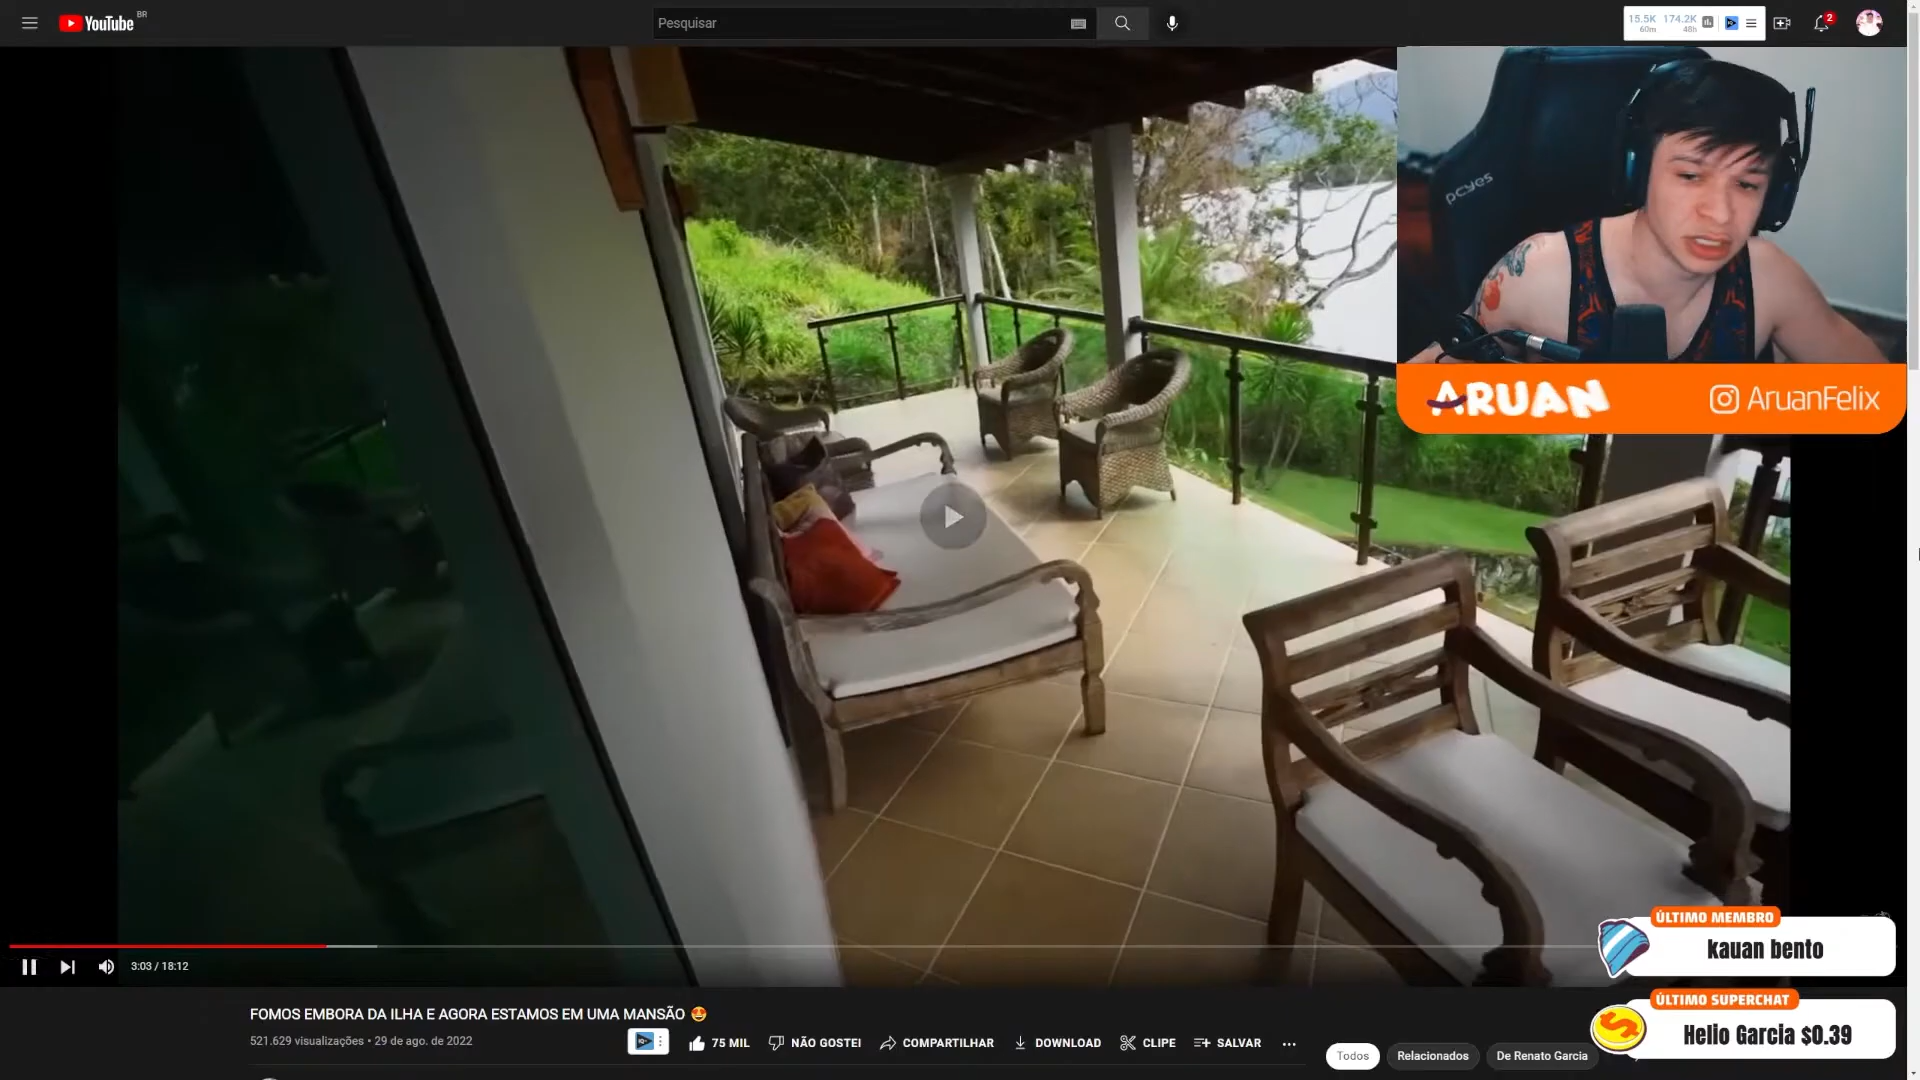 YouTube BR
Pesquisar
15.5K 174.2K
60m 48h
2
pcyes
ARUAN AruanFelix
3:03 / 18:12
ÚLTIMO MEMBRO
kauan bento
ÚLTIMO SUPERCHAT
Helio Garcia $0.39
FOMOS EMBORA DA ILHA E AGORA ESTAMOS EM UMA MANSÃO 🤩
521.629 visualizações • 29 de ago. de 2022
75 MIL NÃO GOSTEI COMPARTILHAR DOWNLOAD CLIPE SALVAR ...
Todos Relacionados De Renato Garcia